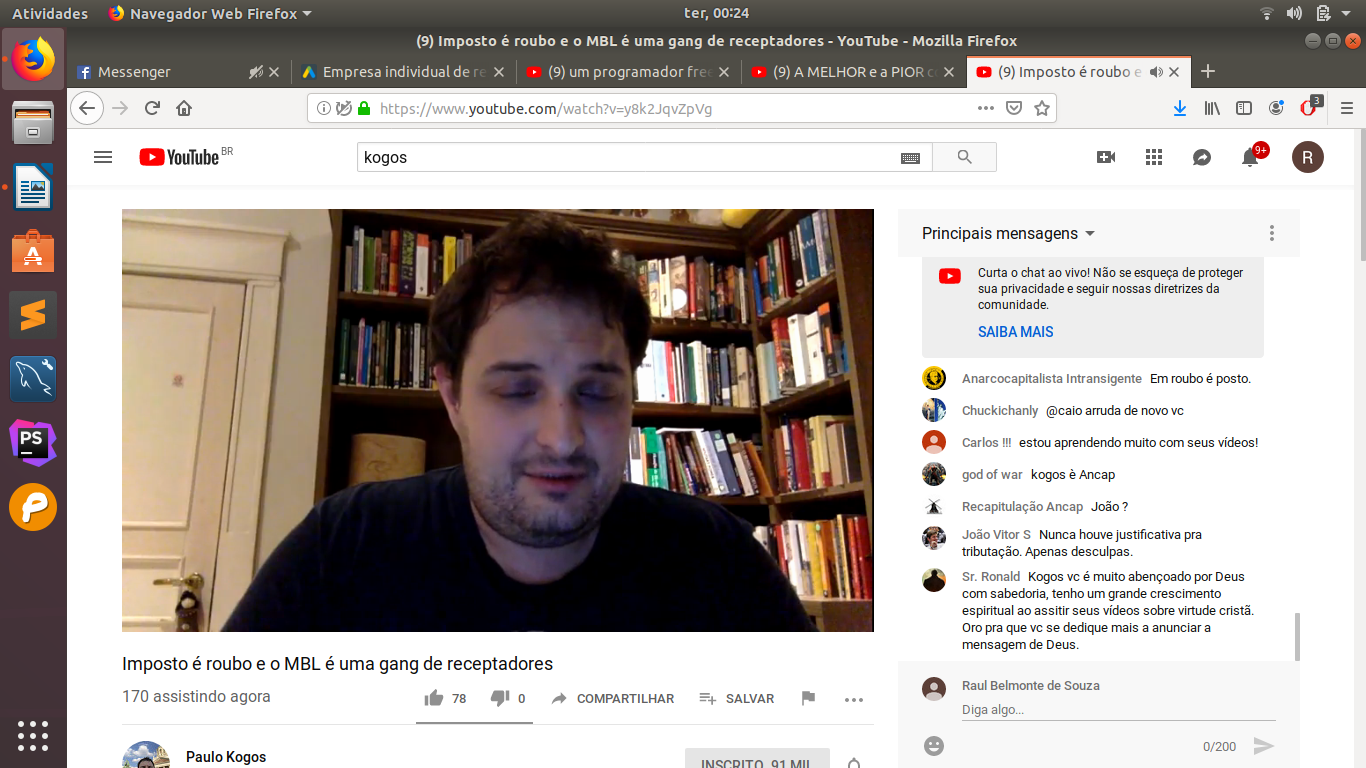 Atividades
Navegador Web Firefox
ter, 00:24
(9) Imposto é roubo e o MBL é uma gang de receptadores - YouTube - Mozilla Firefox
Messenger
Empresa individual de re
(9) um programador free
(9) A MELHOR e a PIOR c
(9) Imposto é roubo e
https://www.youtube.com/watch?v=y8k2JqvZpVg
3
YouTube BR
kogos
9+
R
Principais mensagens
Curta o chat ao vivo! Não se esqueça de proteger
sua privacidade e seguir nossas diretrizes da
comunidade.
SAIBA MAIS
Anarcocapitalista Intransigente Em roubo é posto.
Chuckichanly @caio arruda de novo vc
Carlos !!! estou aprendendo muito com seus vídeos!
god of war kogos è Ancap
Recapitulação Ancap João ?
João Vitor S Nunca houve justificativa pra
tributação. Apenas desculpas.
Sr. Ronald Kogos vc é muito abençoado por Deus
com sabedoria, tenho um grande crescimento
espiritual ao assitir seus vídeos sobre virtude cristã.
Oro pra que vc se dedique mais a anunciar a
mensagem de Deus.
Raul Belmonte de Souza
Diga algo...
0/200
PS
Imposto é roubo e o MBL é uma gang de receptadores
170 assistindo agora
78
0
COMPARTILHAR
SALVAR
Paulo Kogos
INSCRITO 91 MIL